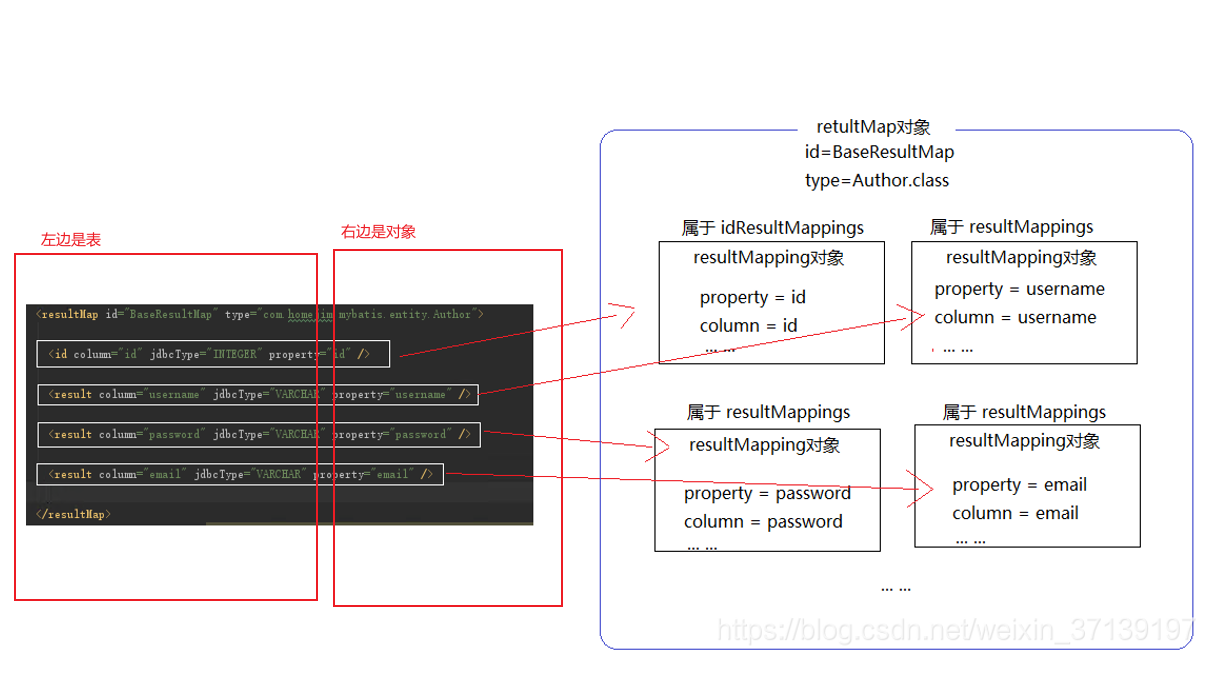 左边是表
右边是对象
<resultMap id="BaseResultMap" type="com.home.jim.mybatis.entity.Author">
<id column="id" jdbcType="INTEGER" property="id" />
<result column="username" jdbcType="VARCHAR" property="username" />
<result column="password" jdbcType="VARCHAR" property="password" />
<result column="email" jdbcType="VARCHAR" property="email" />
</resultMap>
retultMap对象
id=BaseResultMap
type=Author.class
属于 idResultMappings
resultMapping对象
property = id
column = id
... ...
属于 resultMappings
resultMapping对象
property = username
column = username
... ...
属于 resultMappings
resultMapping对象
property = password
column = password
... ...
属于 resultMappings
resultMapping对象
property = email
column = email
... ...
... ...
https://blog.csdn.net/weixin_37139197